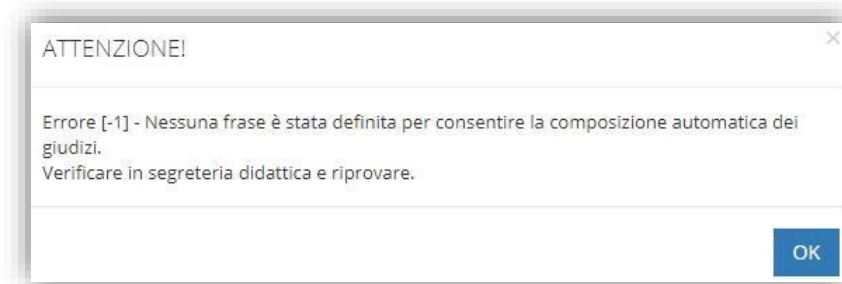 ATTENZIONE!
×
Errore [-1] - Nessuna frase è stata definita per consentire la composizione automatica dei
giudizi.
Verificare in segreteria didattica e riprovare.
OK